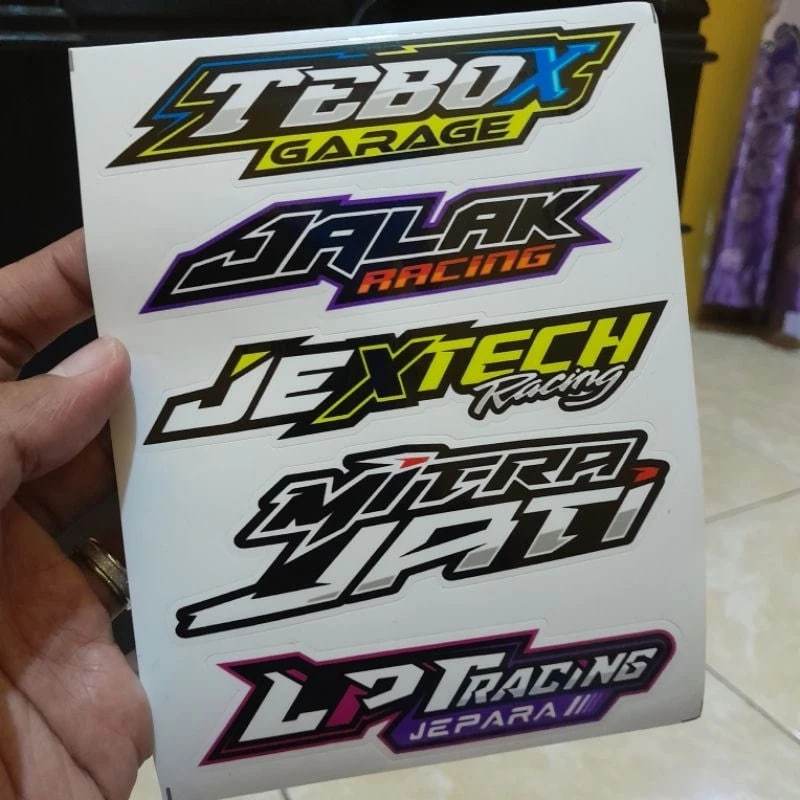 TEBOX
GARAGE
JALAK
RACING
JEXTECH
Racing
MITRA
JATI
LPT RACING
JEPARA